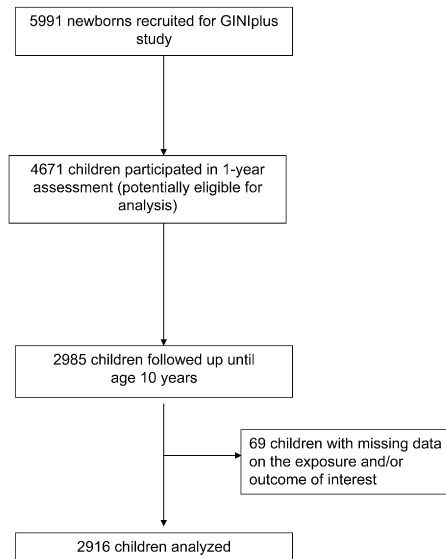 5991 newborns recruited for GINIplus
study
4671 children participated in 1-year
assessment (potentially eligible for
analysis)
2985 children followed up until
age 10 years
69 children with missing data
on the exposure and/or
outcome of interest
2916 children analyzed